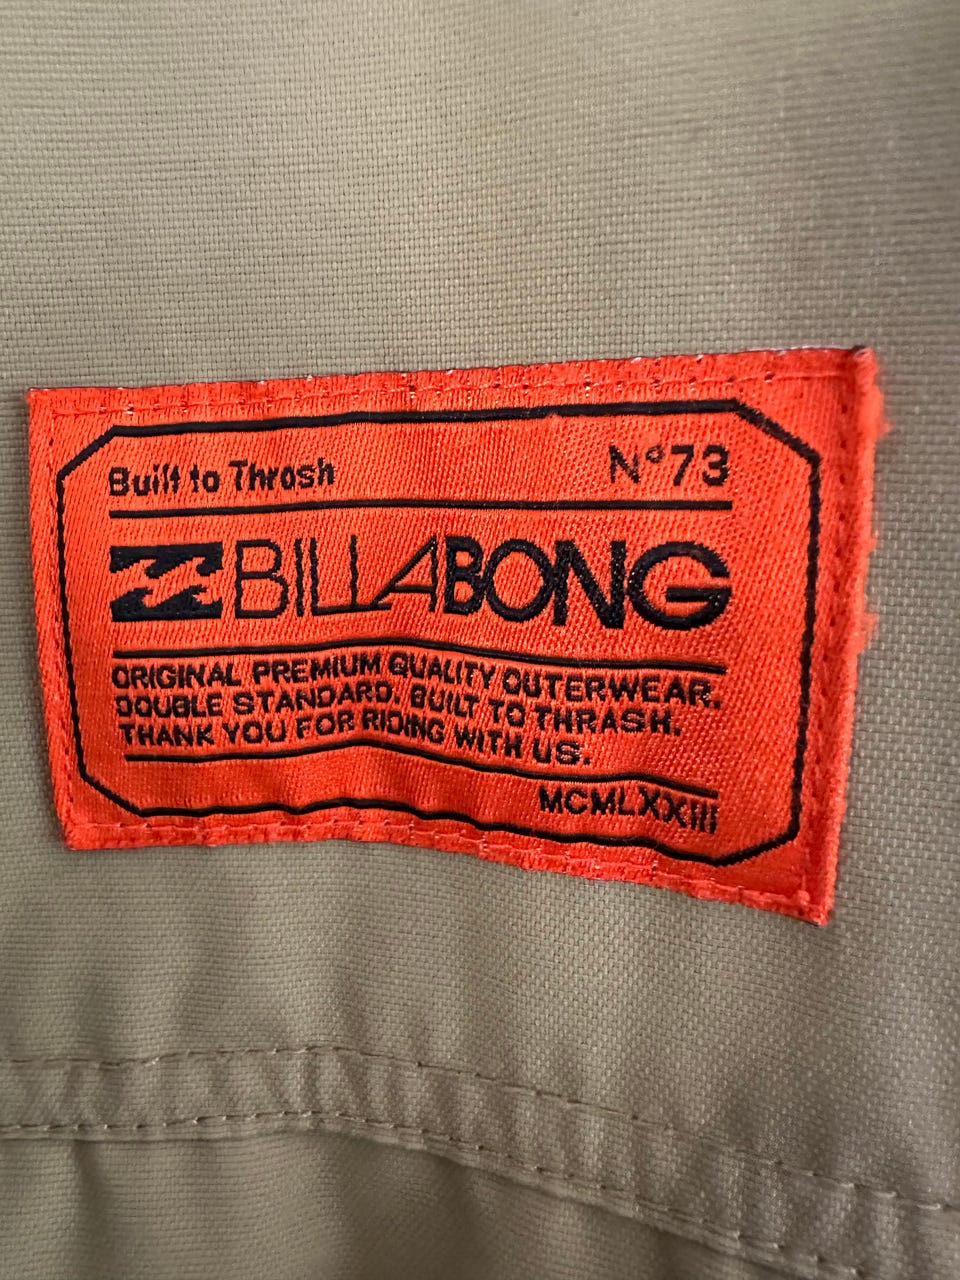 Built to Thrash
N°73
BILLABONG
ORIGINAL PREMIUM QUALITY OUTERWEAR.
DOUBLE STANDARD. BUILT TO THRASH.
THANK YOU FOR RIDING WITH US.
MCMLXXIII